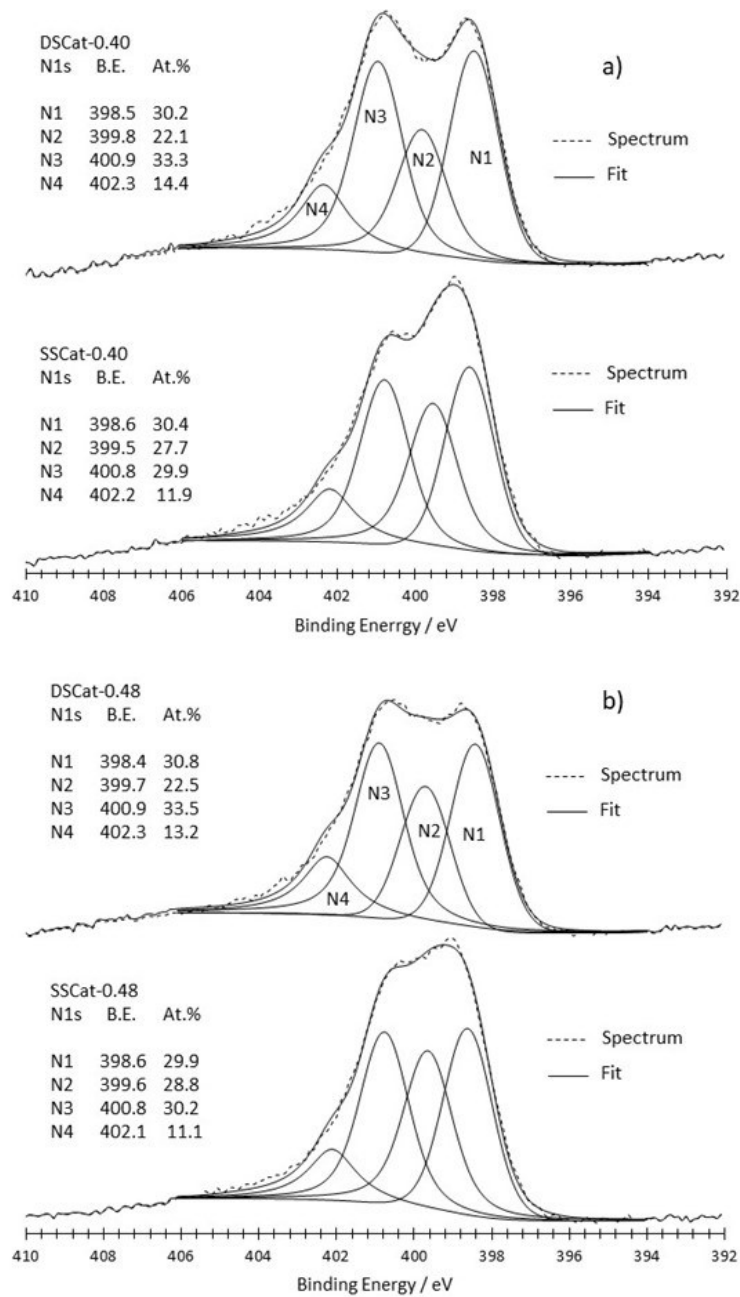 DSCat-0.40
N1s B.E. At.%
a)
N1 398.5 30.2
N2 399.8 22.1
N3 400.9 33.3
N4 402.3 14.4
N3
N2
N1
N4
Spectrum
Fit
SSCat-0.40
N1s B.E. At.%
N1 398.6 30.4
N2 399.5 27.7
N3 400.8 29.9
N4 402.2 11.9
Spectrum
Fit
410 408 406 404 402 400 398 396 394 392
Binding Enerrgy / eV
DSCat-0.48
N1s B.E. At.%
b)
N1 398.4 30.8
N2 399.7 22.5
N3 400.9 33.5
N4 402.3 13.2
N3
N2
N1
N4
Spectrum
Fit
SSCat-0.48
N1s B.E. At.%
N1 398.6 29.9
N2 399.6 28.8
N3 400.8 30.2
N4 402.1 11.1
Spectrum
Fit
410 408 406 404 402 400 398 396 394 392
Binding Energy / eV